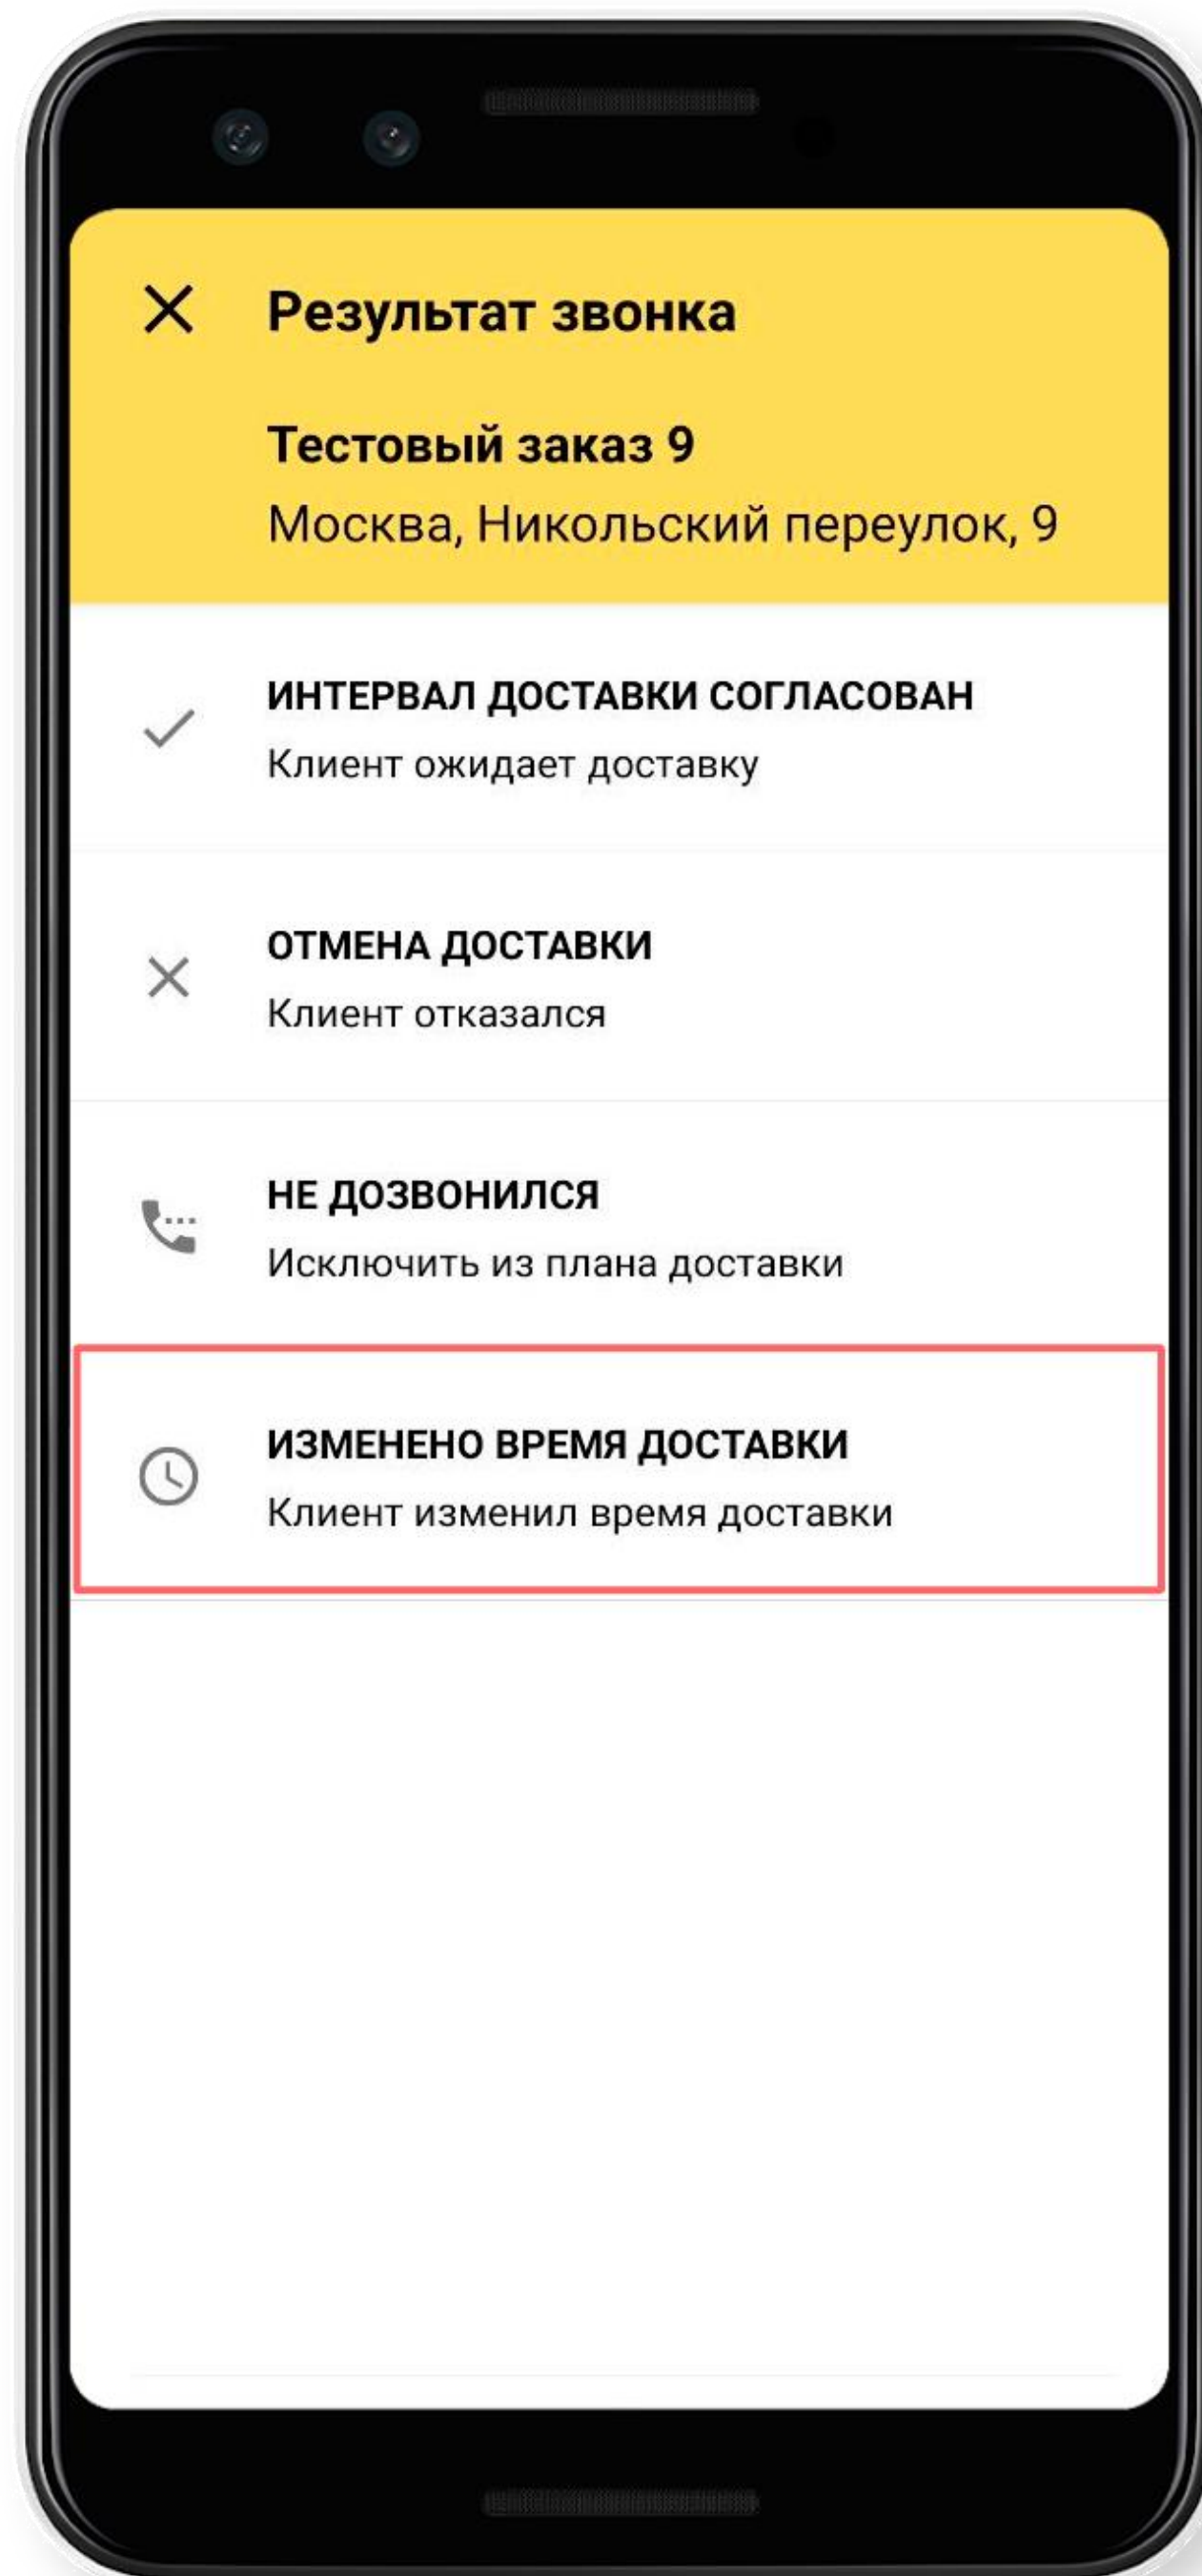 Результат звонка
Тестовый заказ 9
Москва, Никольский переулок, 9
ИНТЕРВАЛ ДОСТАВКИ СОГЛАСОВАН
Клиент ожидает доставку
ОТМЕНА ДОСТАВКИ
Клиент отказался
НЕ ДОЗВОНИЛСЯ
Исключить из плана доставки
ИЗМЕНЕНО ВРЕМЯ ДОСТАВКИ
Клиент изменил время доставки